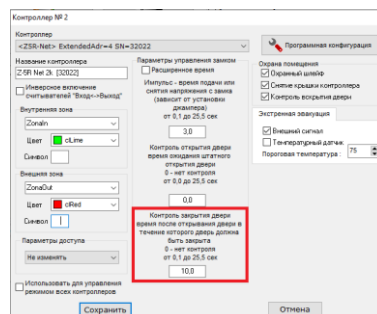 Контроллер № 2
Контроллер
<Z5R-Net> ExtendedAdr=4 SN=32022
Название контроллера
Z-5R Net 2k. [32022]
Инверсное включение
считывателей "Вход<->Выход"
Внутренняя зона
ZonaIn
Цвет clLime
Символ
Внешняя зона
ZonaOut
Цвет clRed
Символ
Параметры доступа
Не изменять
Использовать для управления
режимом всех контроллеров
Сохранить
Параметры управления замком
Расширенное время
Импульс - время подачи или
снятия напряжения с замка
(зависит от установки
джампера)
от 0,1 до 25,5 сек
3,0
Контроль открытия двери
время ожидания штатного
открытия двери
0 - нет контроля
от 0,0 до 25,5 сек
0,0
Контроль закрытия двери
время после открывания двери в
течение которого дверь должна
быть закрыта
0 - нет контроля
от 0,1 до 25,5 сек
10,0
Программная конфигурация
Охрана помещения
Охранный шлейф
Снятие крышки контроллера
Контроль вскрытия двери
Экстренная эвакуация
Внешний сигнал
Температурный датчик
Пороговая температура : 75
Отмена